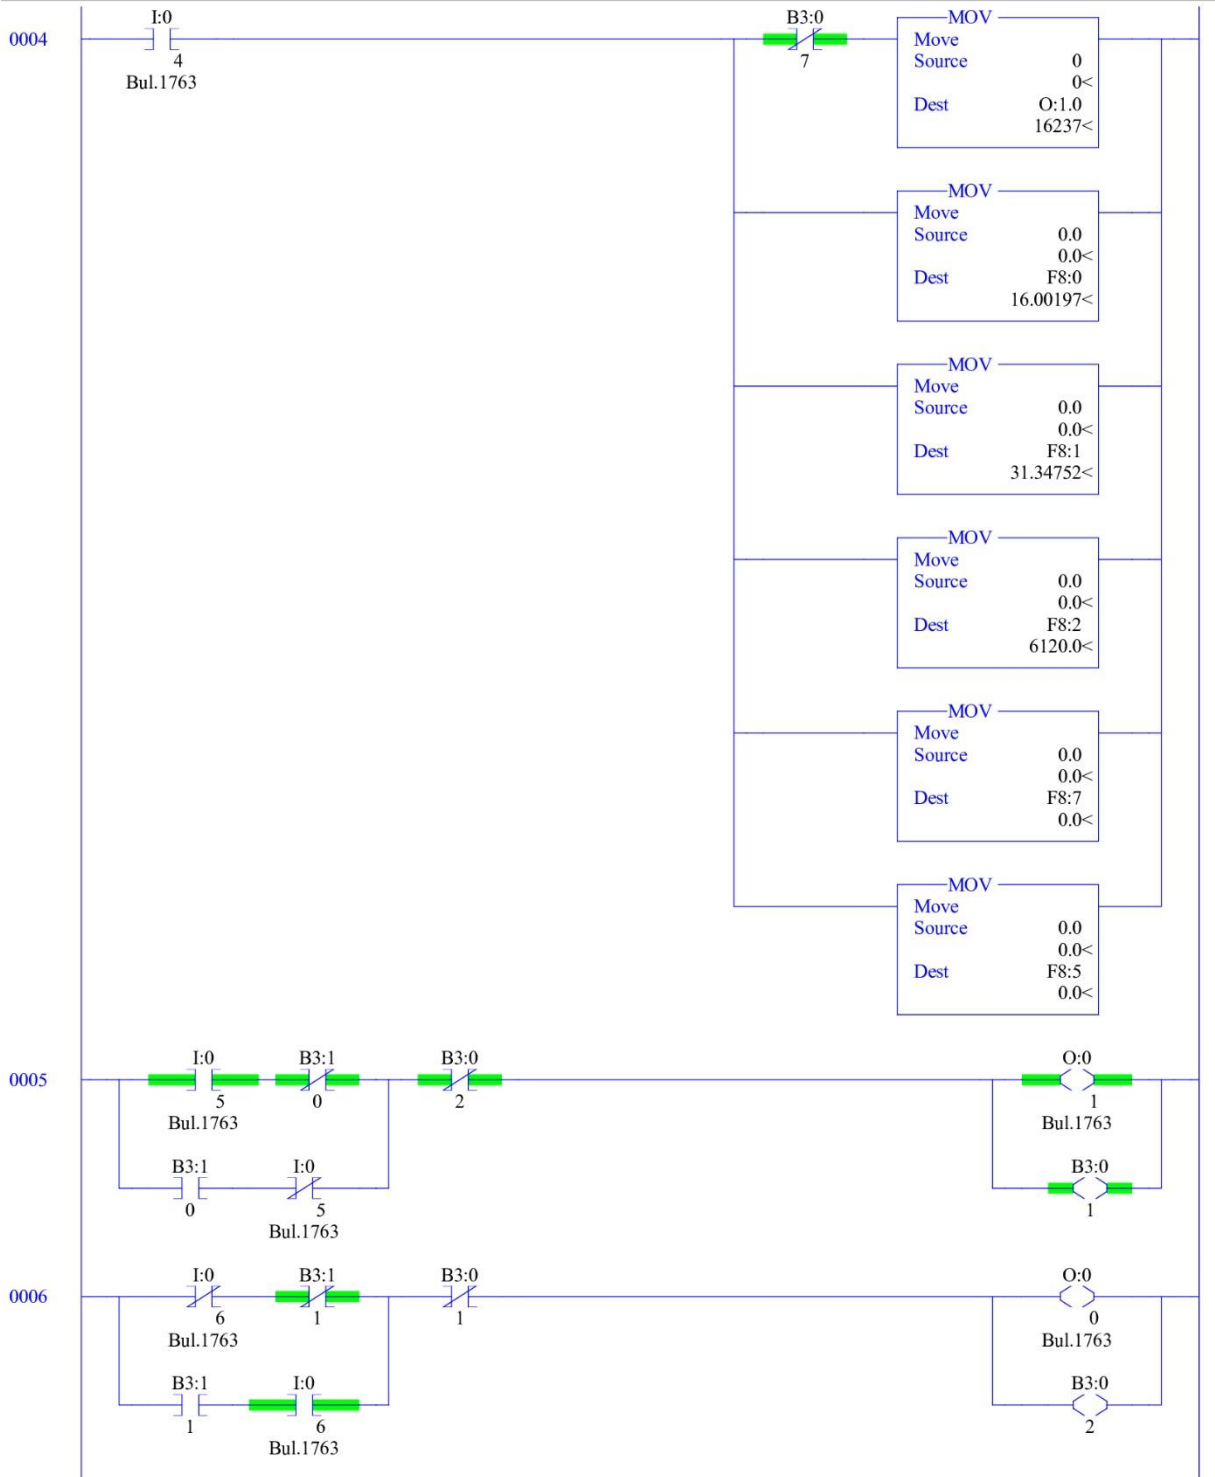 I:0 B3:0 MOV
0004 Move
4 7 Source 0
Bul.1763 0<
Dest O:1.0
16237<
MOV
Move
Source 0.0
0.0<
Dest F8:0
16.00197<
MOV
Move
Source 0.0
0.0<
Dest F8:1
31.34752<
MOV
Move
Source 0.0
0.0<
Dest F8:2
6120.0<
MOV
Move
Source 0.0
0.0<
Dest F8:7
0.0<
MOV
Move
Source 0.0
0.0<
Dest F8:5
0.0<
I:0 B3:1 B3:0 O:0
0005
5 0 2 1
Bul.1763 Bul.1763
B3:1 I:0 B3:0
0 5 1
Bul.1763
I:0 B3:1 B3:0 O:0
0006
6 1 1 0
Bul.1763 Bul.1763
B3:1 I:0 B3:0
1 6 2
Bul.1763